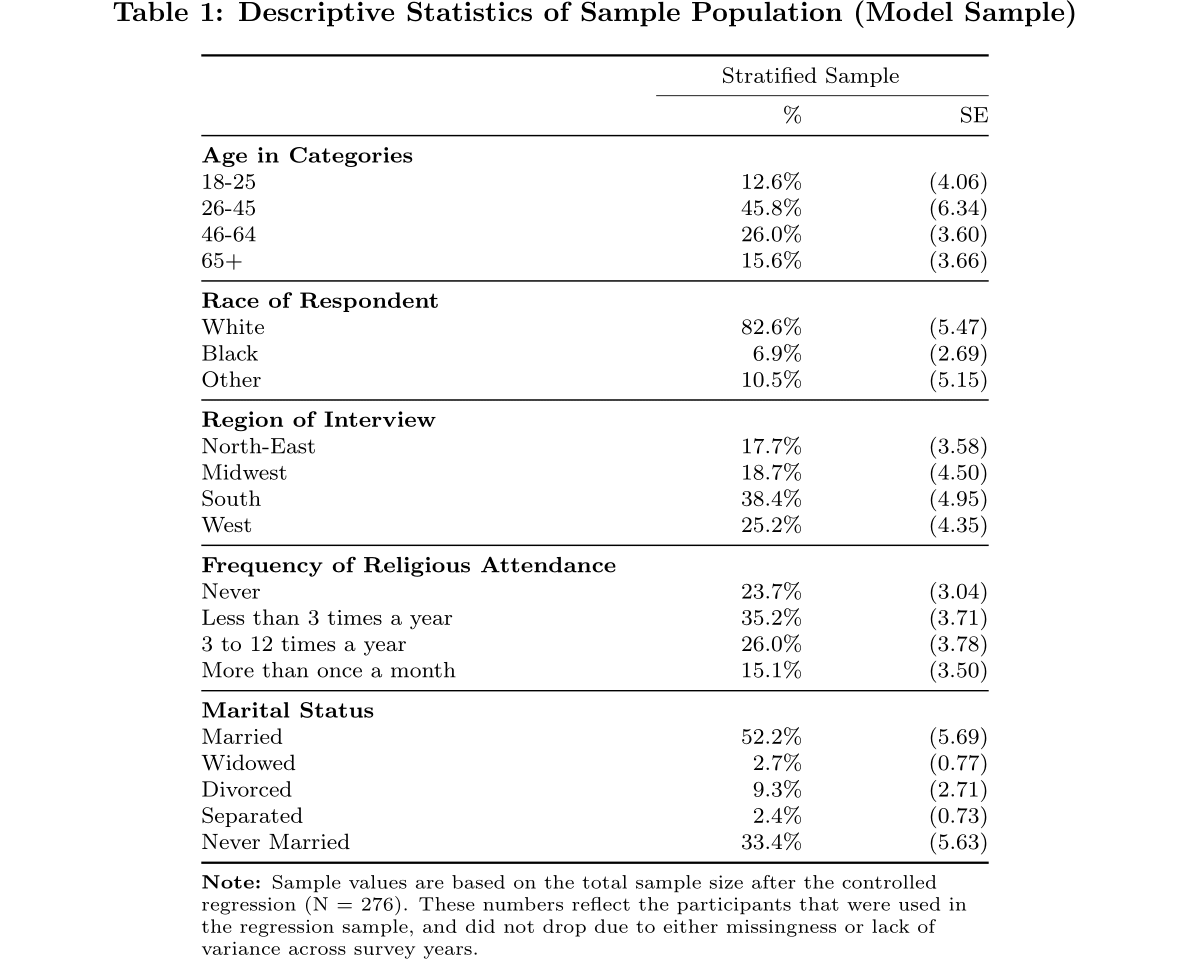 Table 1: Descriptive Statistics of Sample Population (Model Sample)
Stratified Sample
% SE
Age in Categories
18-25 12.6% (4.06)
26-45 45.8% (6.34)
46-64 26.0% (3.60)
65+ 15.6% (3.66)
Race of Respondent
White 82.6% (5.47)
Black 6.9% (2.69)
Other 10.5% (5.15)
Region of Interview
North-East 17.7% (3.58)
Midwest 18.7% (4.50)
South 38.4% (4.95)
West 25.2% (4.35)
Frequency of Religious Attendance
Never 23.7% (3.04)
Less than 3 times a year 35.2% (3.71)
3 to 12 times a year 26.0% (3.78)
More than once a month 15.1% (3.50)
Marital Status
Married 52.2% (5.69)
Widowed 2.7% (0.77)
Divorced 9.3% (2.71)
Separated 2.4% (0.73)
Never Married 33.4% (5.63)
Note: Sample values are based on the total sample size after the controlled
regression (N = 276). These numbers reflect the participants that were used in
the regression sample, and did not drop due to either missingness or lack of
variance across survey years.